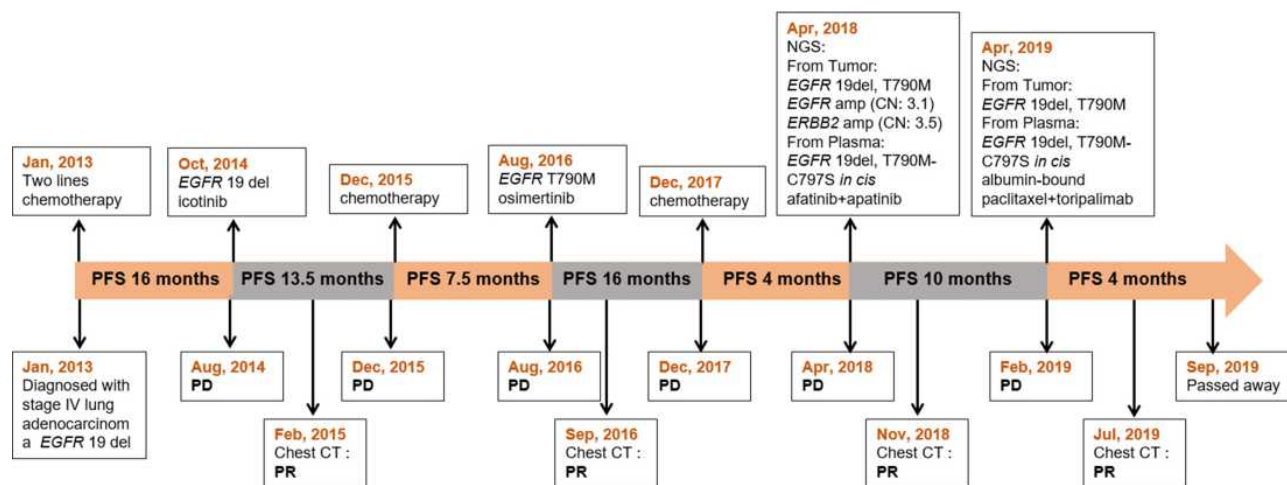 Apr, 2018
NGS:
From Tumor:
EGFR 19del, T790M
EGFR amp (CN: 3.1)
ERBB2 amp (CN: 3.5)
From Plasma:
EGFR 19del, T790M-
C797S in cis
afatinib+apatinib
Apr, 2019
NGS:
From Tumor:
EGFR 19del, T790M
From Plasma:
EGFR 19del, T790M-
C797S in cis
albumin-bound
paclitaxel+toripalimab
Jan, 2013
Two lines
chemotherapy
Oct, 2014
EGFR 19 del
icotinib
Dec, 2015
chemotherapy
Aug, 2016
EGFR T790M
osimertinib
Dec, 2017
chemotherapy
PFS 16 months
PFS 13.5 months
PFS 7.5 months
PFS 16 months
PFS 4 months
PFS 10 months
PFS 4 months
Jan, 2013
Diagnosed with
stage IV lung
adenocarcinom
a EGFR 19 del
Aug, 2014
PD
Dec, 2015
PD
Aug, 2016
PD
Dec, 2017
PD
Apr, 2018
PD
Feb, 2019
PD
Sep, 2019
Passed away
Feb, 2015
Chest CT :
PR
Sep, 2016
Chest CT :
PR
Nov, 2018
Chest CT :
PR
Jul, 2019
Chest CT :
PR